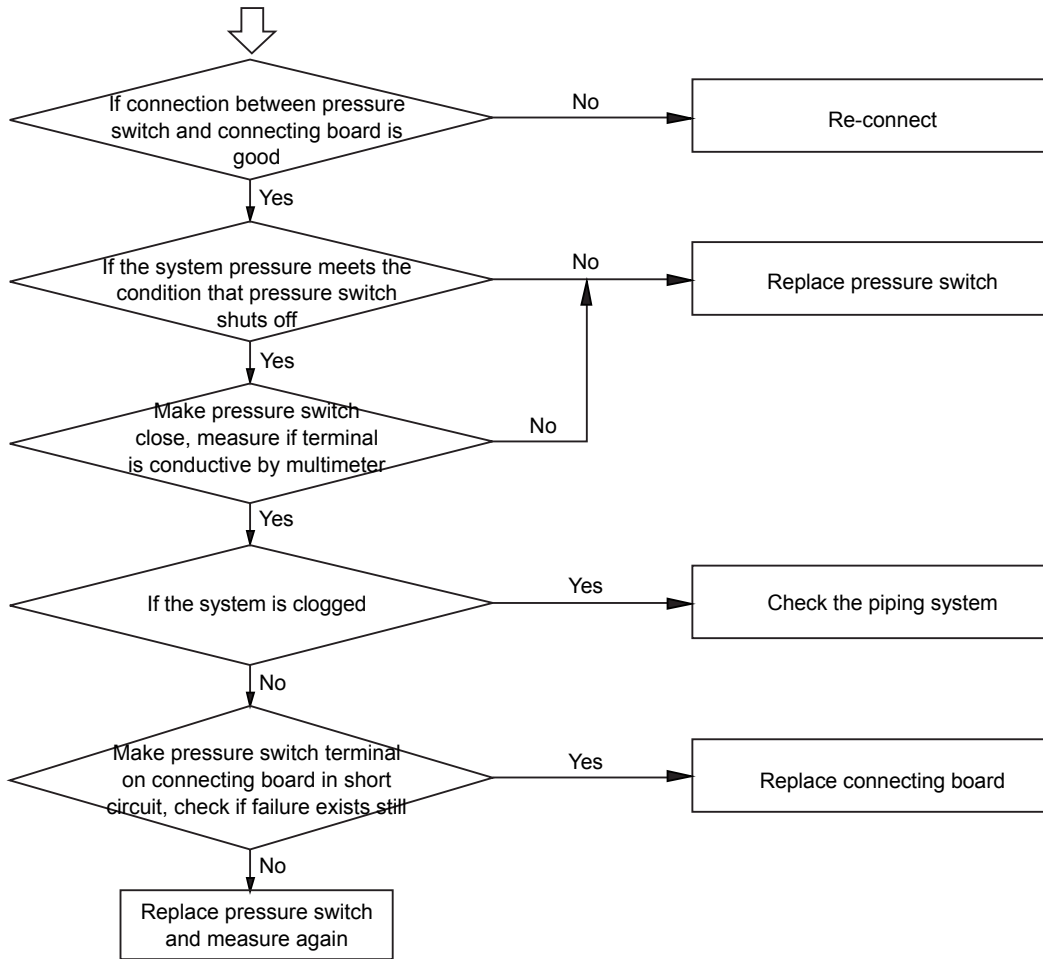 If connection between pressure
switch and connecting board is
good
No
Re-connect
Yes
If the system pressure meets the
condition that pressure switch
shuts off
No
Replace pressure switch
Yes
Make pressure switch
close, measure if terminal
is conductive by multimeter
No
Yes
If the system is clogged
Yes
Check the piping system
No
Make pressure switch terminal
on connecting board in short
circuit, check if failure exists still
Yes
Replace connecting board
No
Replace pressure switch
and measure again